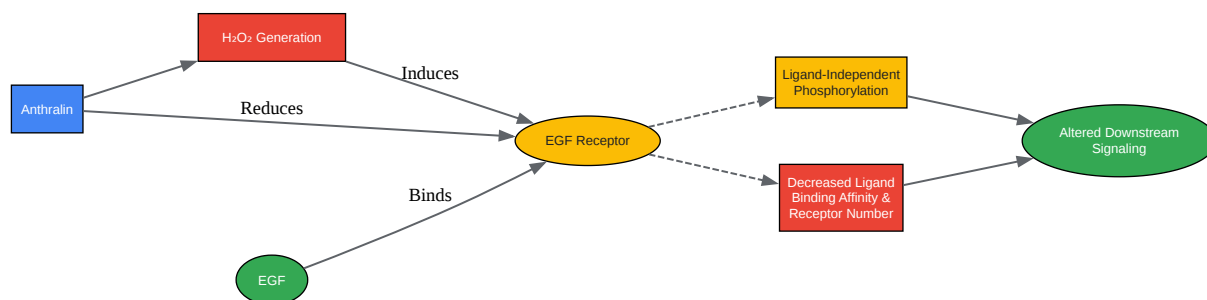 H₂O₂ Generation
Anthralin
Induces
Reduces
EGF Receptor
Binds
EGF
Ligand-Independent
Phosphorylation
Decreased Ligand
Binding Affinity &
Receptor Number
Altered Downstream
Signaling